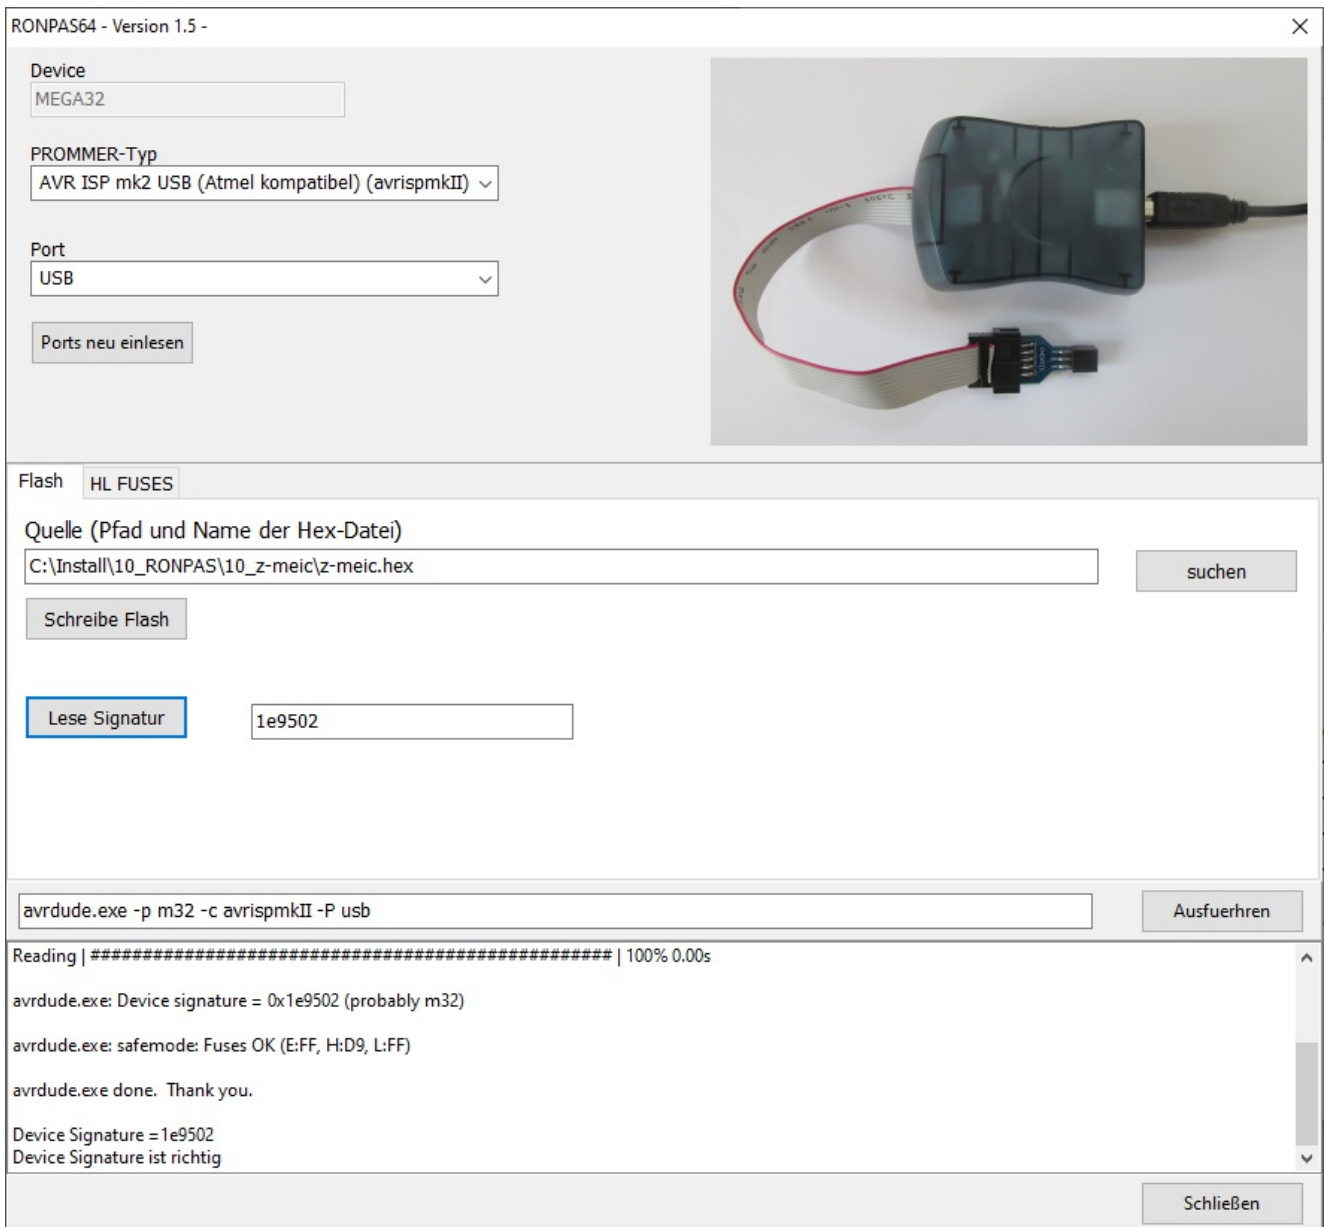 RONPAS64 - Version 1.5 -
Device
MEGA32
PROMMER-Typ
AVR ISP mk2 USB (Atmel kompatibel) (avrispmkII)
Port
USB
Ports neu einlesen
Flash
HL FUSES
Quelle (Pfad und Name der Hex-Datei)
C:\Install\10_RONPAS\10_z-meic\z-meic.hex
suchen
Schreibe Flash
Lese Signatur
1e9502
avrdude.exe -p m32 -c avrispmkII -P usb
Ausfuerhren
Reading | ################################################## | 100% 0.00s
avrdude.exe: Device signature = 0x1e9502 (probably m32)
avrdude.exe: safemode: Fuses OK (E:FF, H:D9, L:FF)
avrdude.exe done.  Thank you.
Device Signature =1e9502
Device Signature ist richtig
Schließen